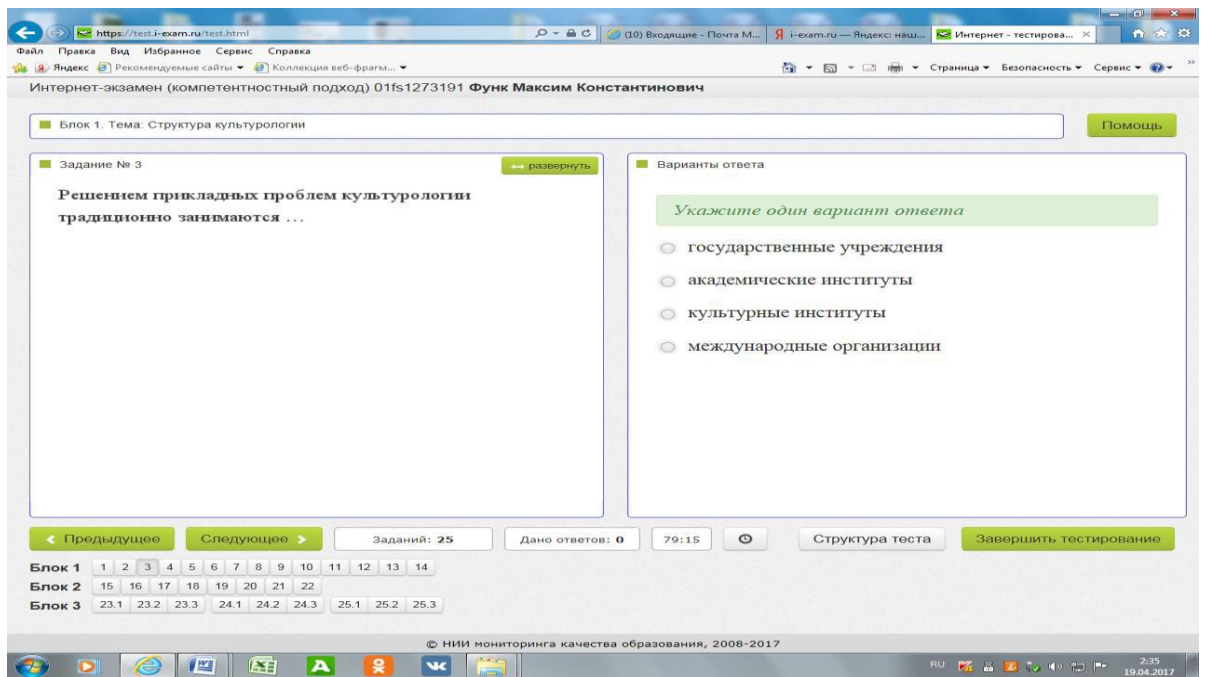 https://test.i-exam.ru/test.html
(10) Входящие - Почта M...
i-exam.ru — Яндекс: наш...
Интернет - тестирова...
Файл Правка Вид Избранное Сервис Справка
Яндекс Рекомендуемые сайты Коллекция веб-фрагм...
Страница Безопасность Сервис
Интернет-экзамен (компетентностный подход) 01fs1273191 Функ Максим Константинович
Блок 1. Тема: Структура культурологии
Помощь
Задание № 3
развернуть
Решением прикладных проблем культурологии
традиционно занимаются ...
Варианты ответа
Укажите один вариант ответа
государственные учреждения
академические институты
культурные институты
международные организации
Предыдущее
Следующее
Заданий: 25
Дано ответов: 0
79:15
Структура теста
Завершить тестирование
Блок 1 1 2 3 4 5 6 7 8 9 10 11 12 13 14
Блок 2 15 16 17 18 19 20 21 22
Блок 3 23.1 23.2 23.3 24.1 24.2 24.3 25.1 25.2 25.3
© НИИ мониторинга качества образования, 2008-2017
RU
2:35
19.04.2017